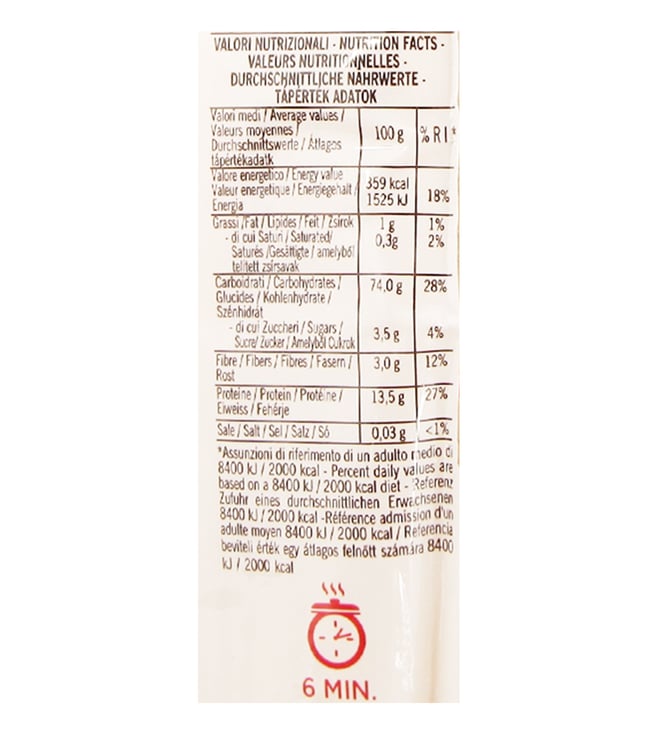 VALORI NUTRIZIONALI - NUTRITION FACTS -
VALEURS NUTRITIONNELLES -
DURCHSCHNITTLICHE NÄHRWERTE -
TÁPÉRTÉK ADATOK
Valori medi / Average values /
Valeurs moyennes /
Durchschnittswerte / Átlagos
tápértékadatk
100 g % RI*
Valore energetico / Energy value
Valeur energetique / Energiegehalt /
Energia
359 kcal
1525 kJ 18%
Grassi / Fat / Lipides / Feit / Zsírok 1 g 1%
- di cui Saturi / Saturated/ 0,3g 2%
Saturés /Gesättigte / amelyből
telített zsírsavak
Carboidrati / Carbohydrates / 74,0 g 28%
Glucides / Kohlenhydrate /
Szénhidrát
- di cui Zuccheri / Sugars / 3,5 g 4%
Sucre/ Zucker / Amelyből Cukrok
Fibre / Fibers / Fibres / Fasern / 3,0 g 12%
Rost
Proteine / Protein / Protéine / 13,5 g 27%
Eiweiss / Fehérje
Sale / Salt / Sel / Salz / Só 0,03 g <1%
*Assunzioni di riferimento di un adulto medio di
8400 kJ / 2000 kcal - Percent daily values are
based on a 8400 kJ / 2000 kcal diet - Referenz
Zufuhr eines durchschnittlichen Erwachsenen
8400 kJ / 2000 kcal -Référence admission d'un
adulte moyen 8400 kJ / 2000 kcal / Referencia
beviteli érték egy átlagos felnőtt számára 8400
kJ / 2000 kcal
6 MIN.